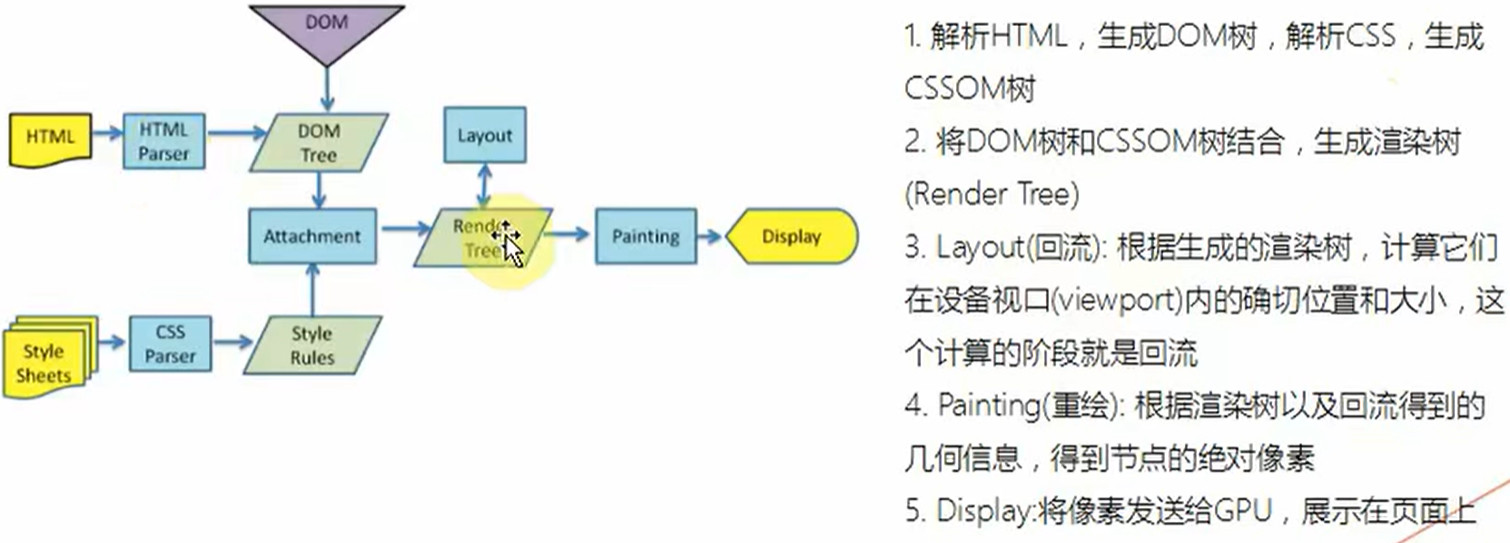 DOM
HTML
HTML
Parser
DOM
Tree
Layout
Attachment
Render
Tree
Painting
Display
Style
Sheets
CSS
Parser
Style
Rules
1. 解析HTML，生成DOM树，解析CSS，生成
CSSOM树
2. 将DOM树和CSSOM树结合，生成渲染树
(Render Tree)
3. Layout(回流): 根据生成的渲染树，计算它们
在设备视口(viewport)内的确切位置和大小，这
个计算的阶段就是回流
4. Painting(重绘): 根据渲染树以及回流得到的
几何信息，得到节点的绝对像素
5. Display:将像素发送给GPU，展示在页面上